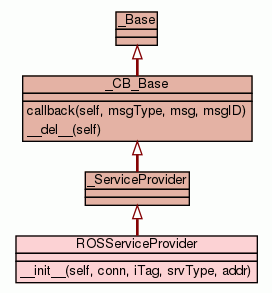 _Base
_CB_Base
callback(self, msgType, msg, msgID)
__del__(self)
_ServiceProvider
ROSServiceProvider
__init__(self, conn, iTag, srvType, addr)